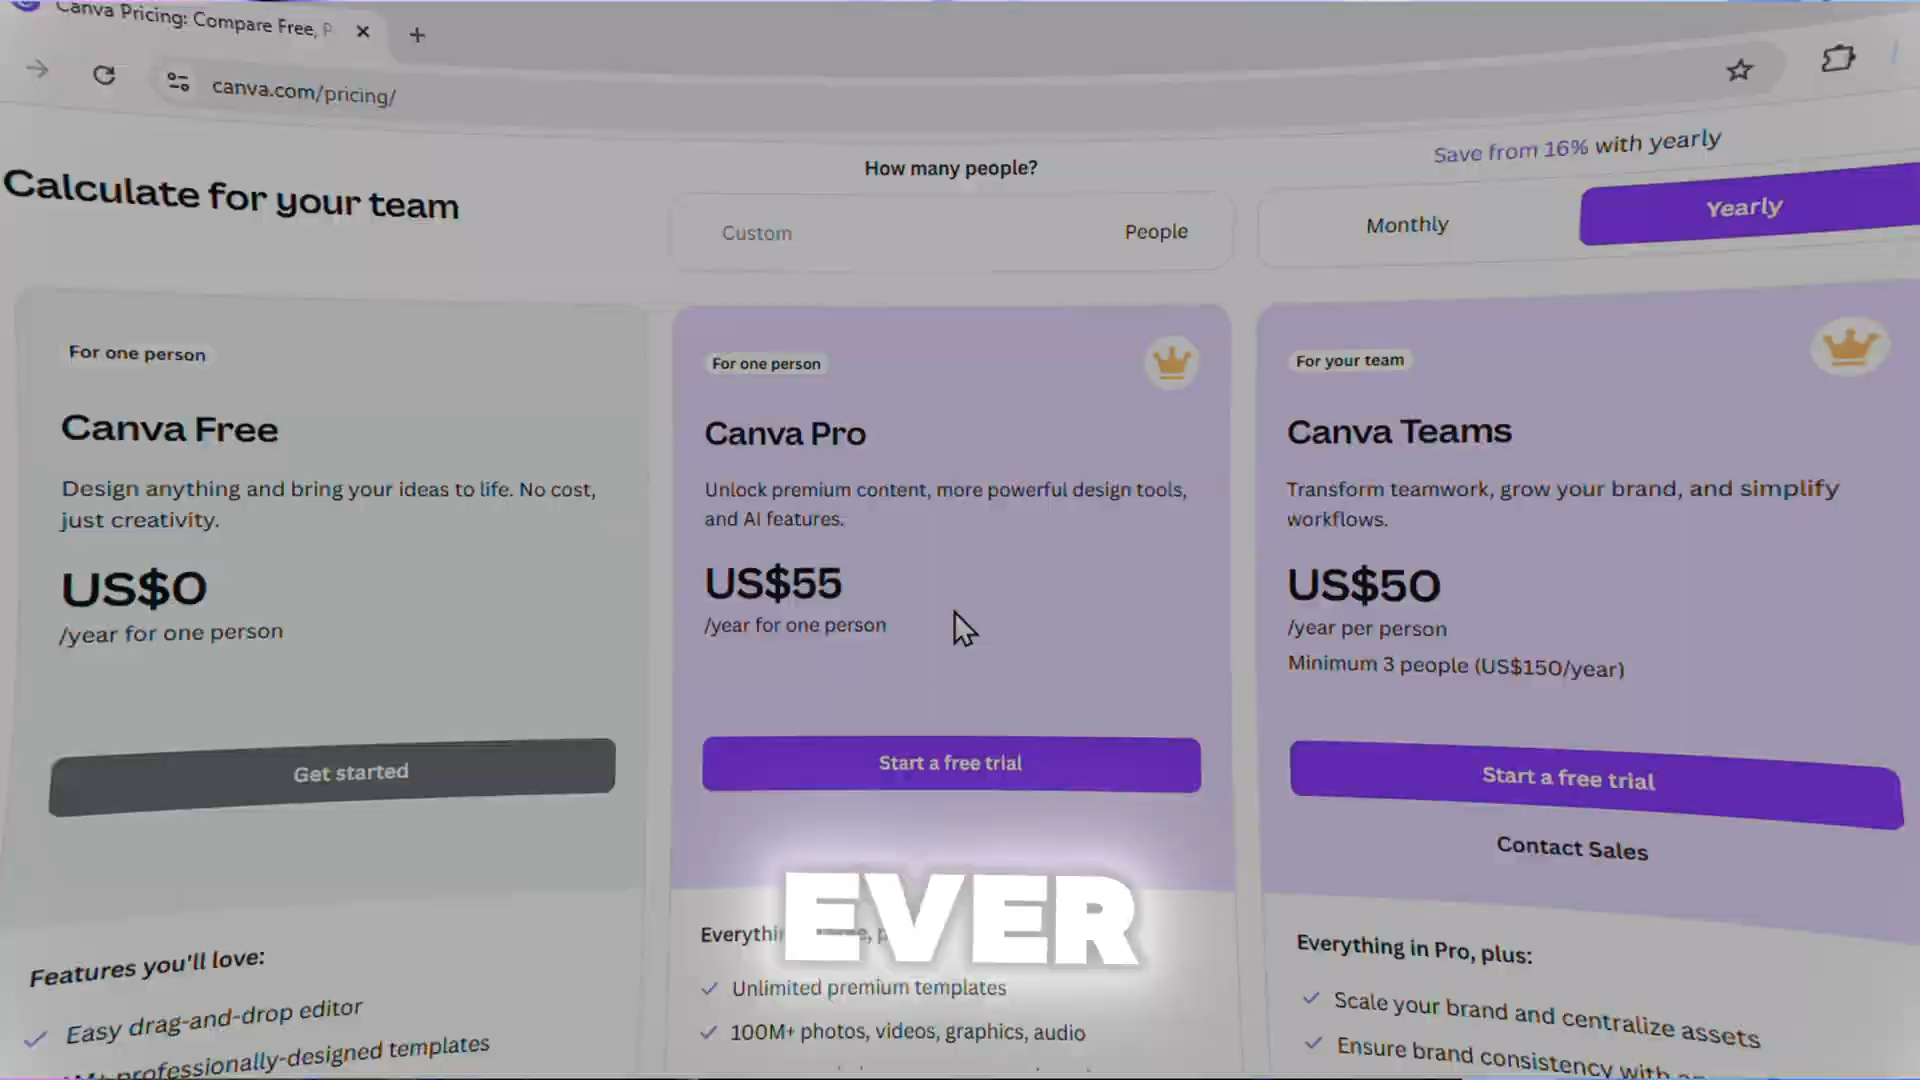 Canva Pricing: Compare Free, P
canva.com/pricing/
Calculate for your team
How many people?
Custom
People
Save from 16% with yearly
Monthly
Yearly
For one person
Canva Free
Design anything and bring your ideas to life. No cost,
just creativity.
US$0
/year for one person
Get started
Features you'll love:
Easy drag-and-drop editor
professionally-designed templates
For one person
Canva Pro
Unlock premium content, more powerful design tools,
and AI features.
US$55
/year for one person
Start a free trial
EVER
Unlimited premium templates
100M+ photos, videos, graphics, audio
For your team
Canva Teams
Transform teamwork, grow your brand, and simplify
workflows.
US$50
/year per person
Minimum 3 people (US$150/year)
Start a free trial
Contact Sales
Everything in Pro, plus:
Scale your brand and centralize assets
Ensure brand consistency with